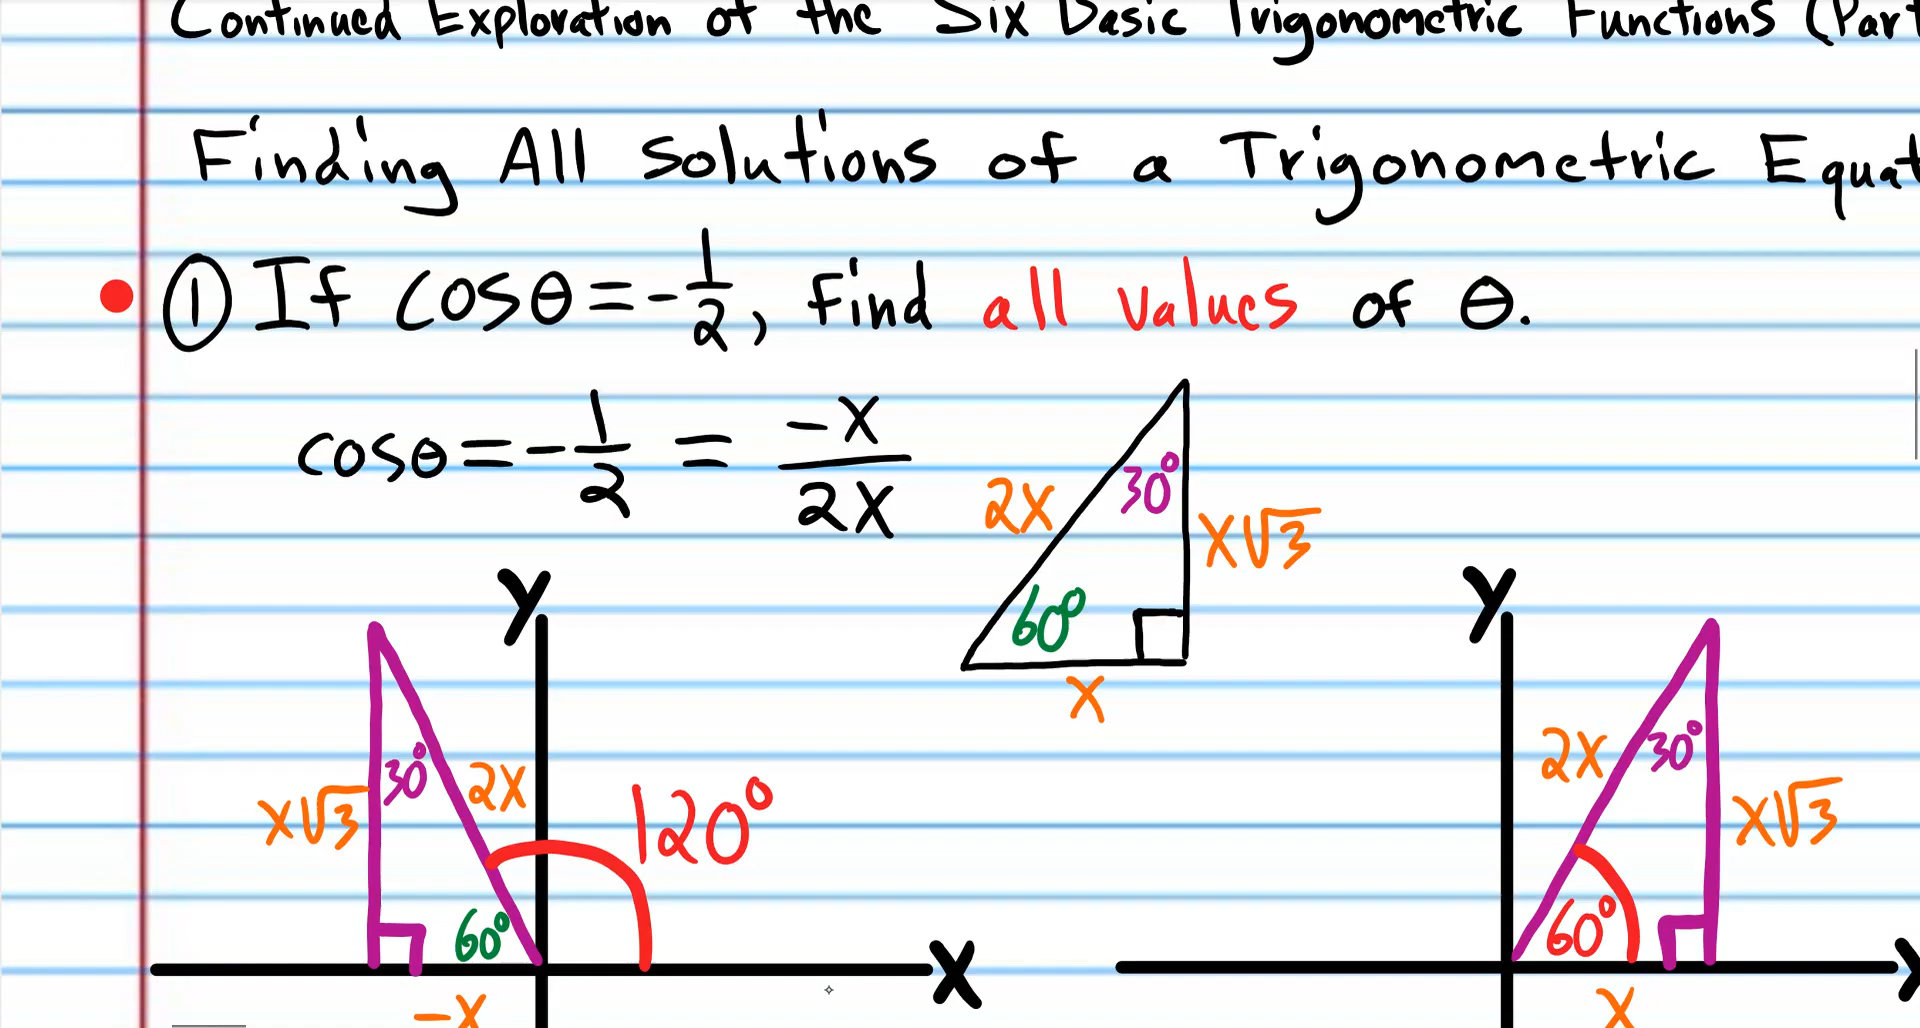 Continued Exploration of the Six Basic Trigonometric Functions (Part
Finding All Solutions of a Trigonometric Equat
① If cosθ = -1/2, find all values of θ.
cosθ = -1/2 = -x/2x
2x 30° x√3
60°
x
y
30° 2x 120°
x√3
60°
x
-x
y
2x 30°
x√3
60°
x